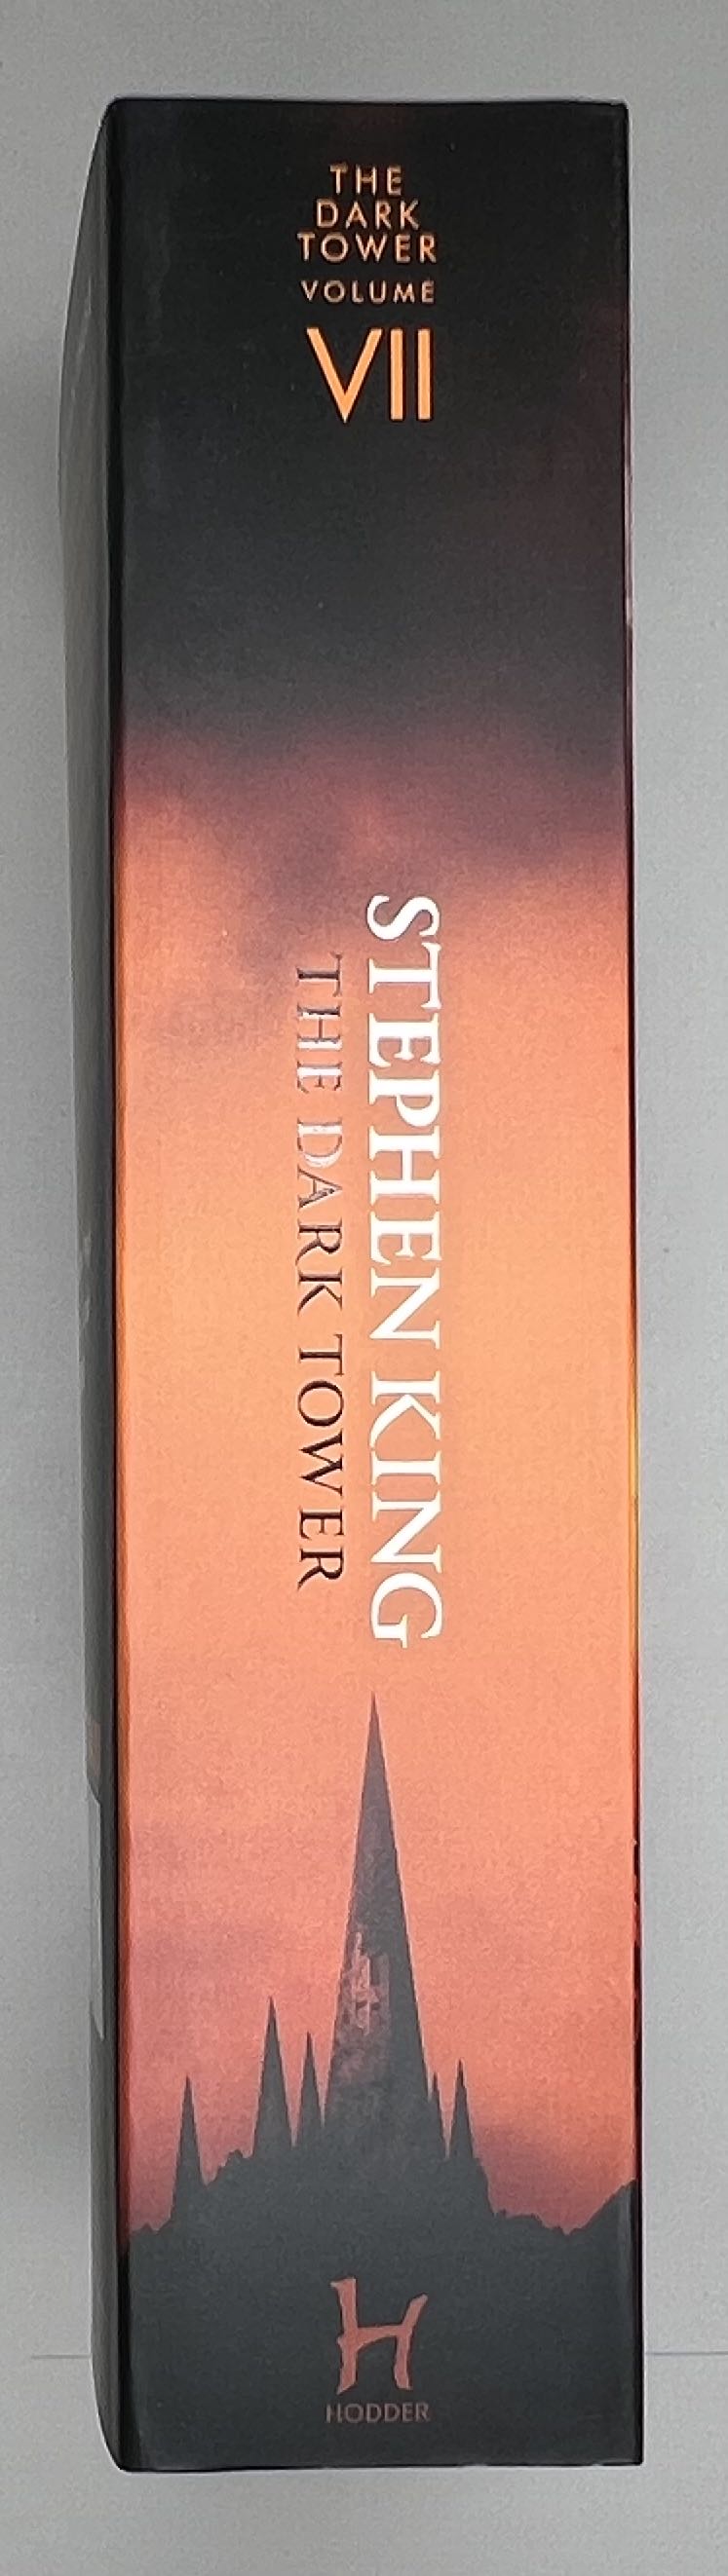 THE
DARK
TOWER
VOLUME
VII
STEPHEN KING
THE DARK TOWER
H
HODDER